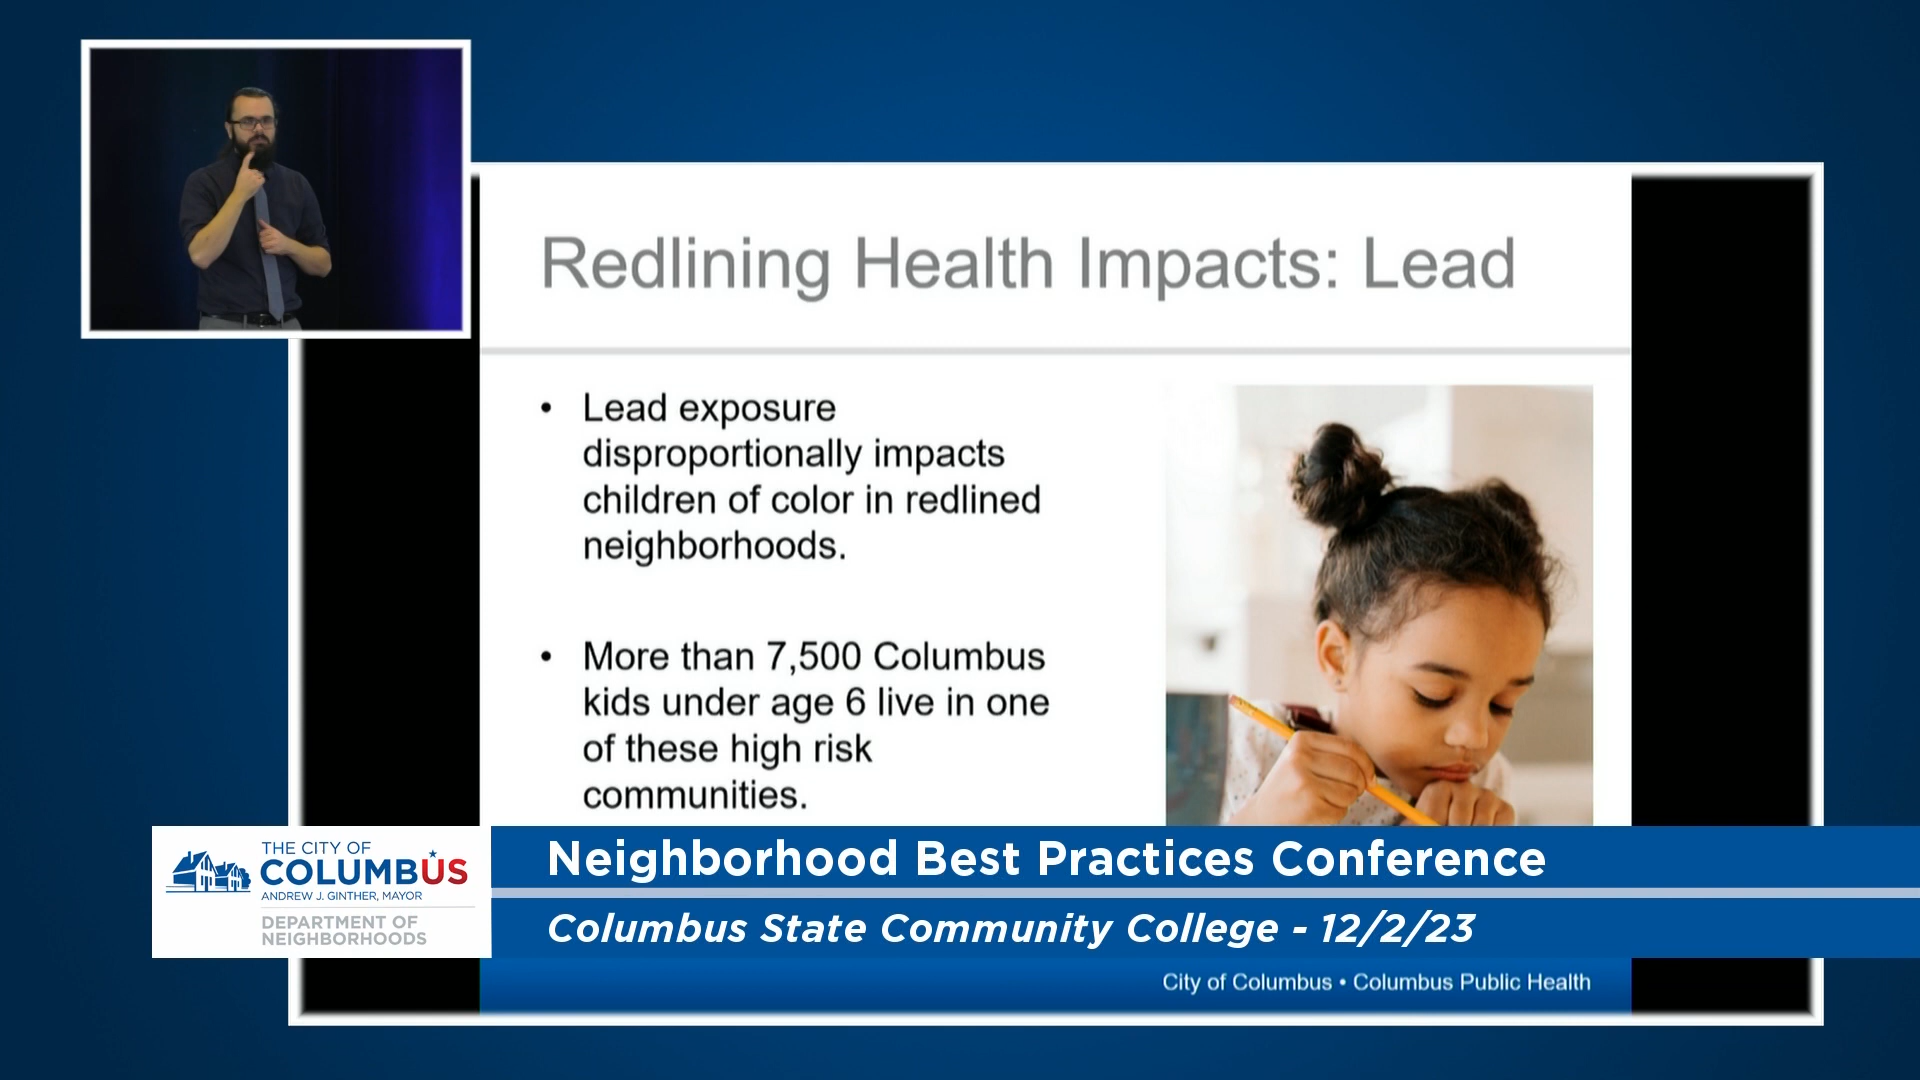 Redlining Health Impacts: Lead
• Lead exposure
disproportionally impacts
children of color in redlined
neighborhoods.
• More than 7,500 Columbus
kids under age 6 live in one
of these high risk
communities.
THE CITY OF
COLUMBUS
ANDREW J. GINTHER, MAYOR
DEPARTMENT OF
NEIGHBORHOODS
Neighborhood Best Practices Conference
Columbus State Community College - 12/2/23
City of Columbus • Columbus Public Health